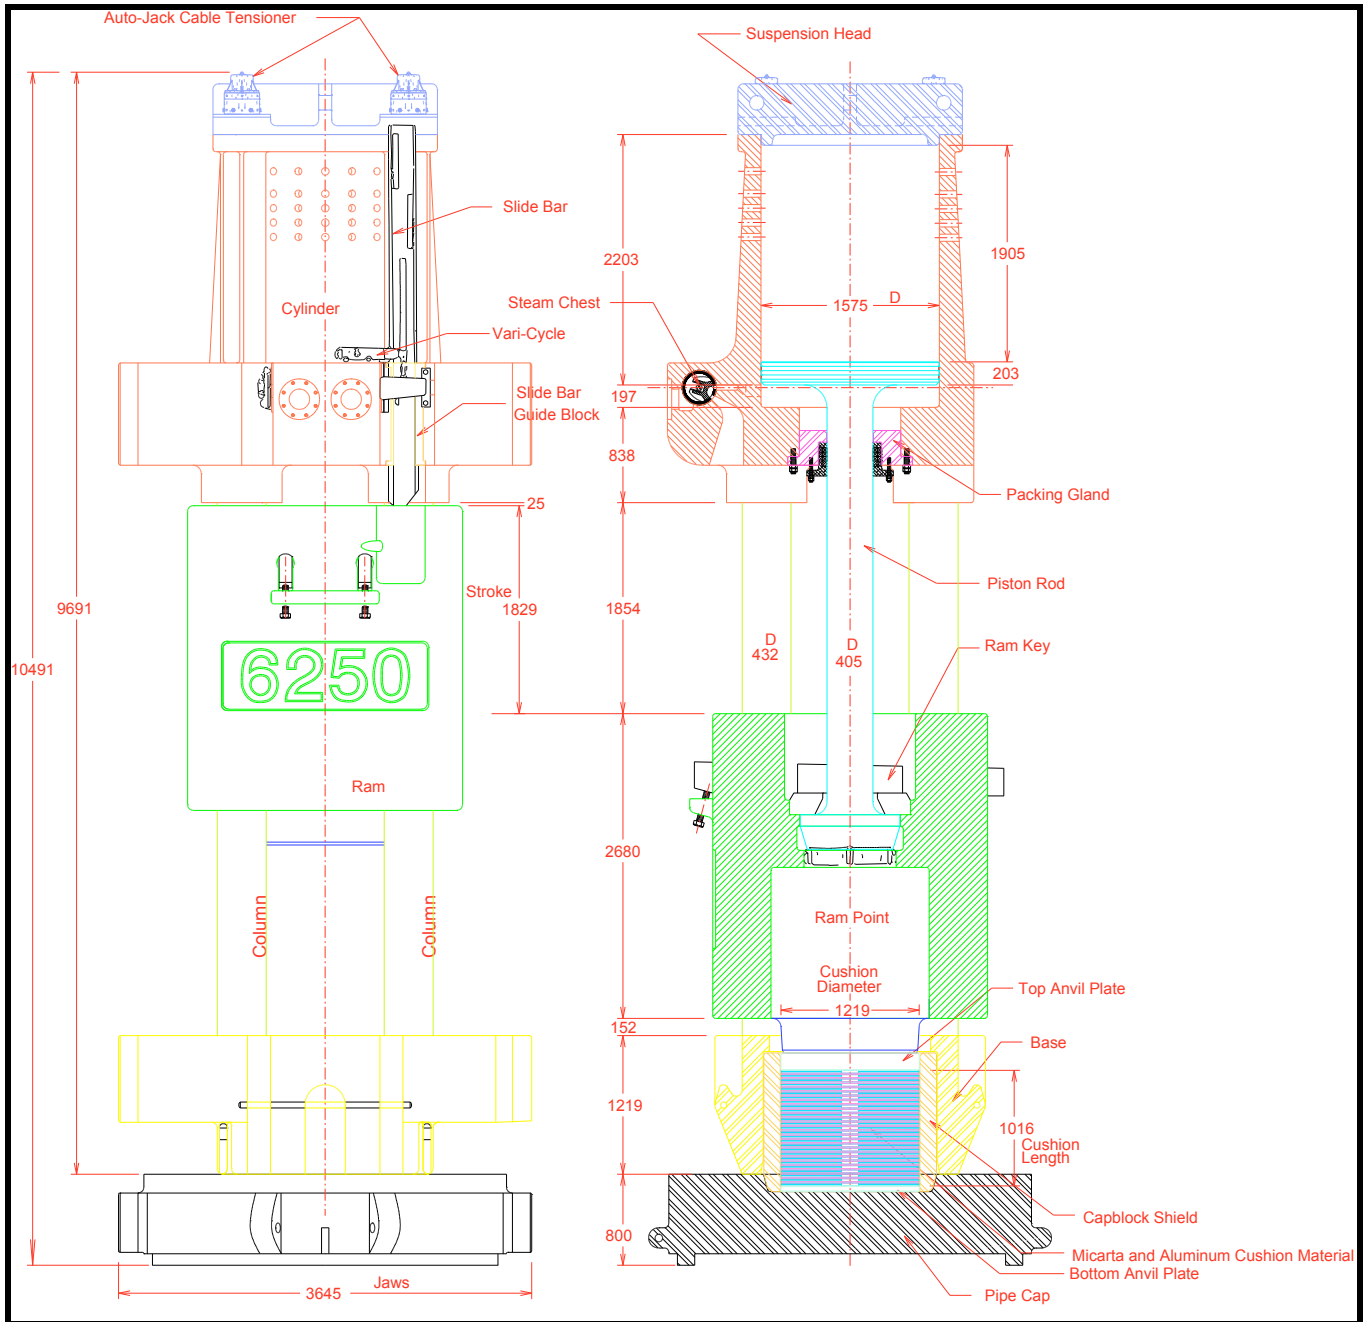 Auto-Jack Cable Tensioner
Suspension Head
Slide Bar
2203
1905
Steam Chest
1575
D
Cylinder
Vari-Cycle
203
Slide Bar
Guide Block
197
838
Packing Gland
25
Piston Rod
Stroke
1829
1854
9691
10491
6250
D
432
D
405
Ram Key
Ram
2680
Column
Column
Ram Point
Cushion
Diameter
1219
Top Anvil Plate
152
Base
1219
1016
Cushion
Length
Capblock Shield
800
Micarta and Aluminum Cushion Material
Bottom Anvil Plate
Jaws
3645
Pipe Cap